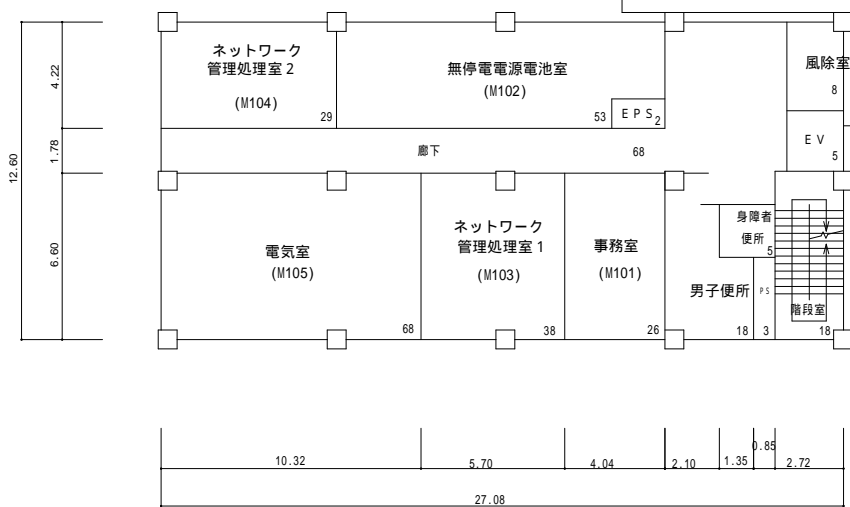 ネットワーク
管理処理室2
(M104)
29
無停電電源電池室
(M102)
53
EPS
2
風除室
8
EV
5
廊下
68
電気室
(M105)
68
ネットワーク
管理処理室1
(M103)
38
事務室
(M101)
26
身障者
便所
5
男子便所
18
PS
3
階段室
18
4.22
1.78
6.60
12.60
10.32
5.70
4.04
2.10
1.35
0.85
2.72
27.08